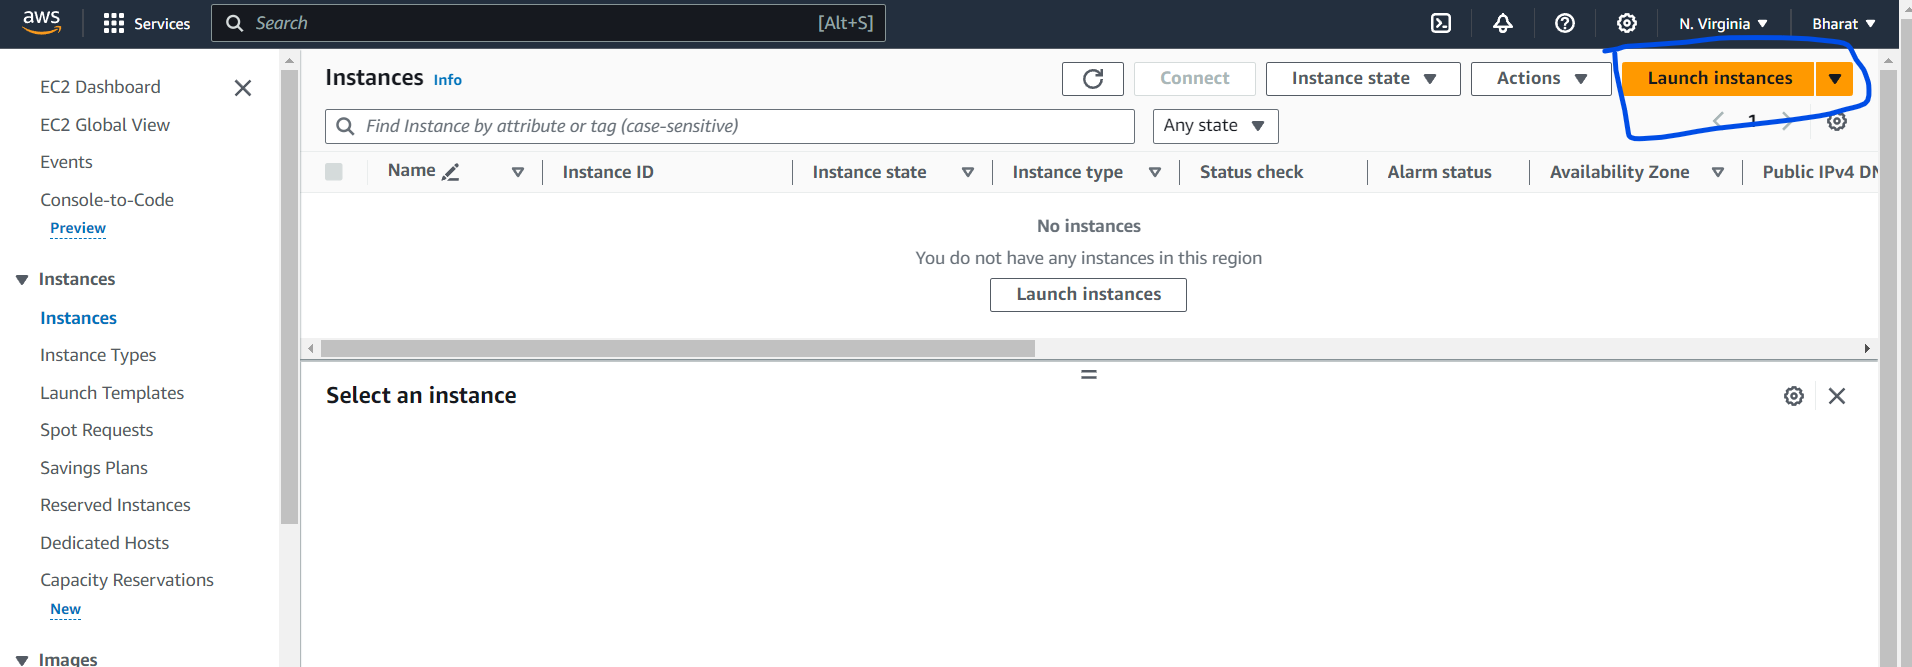 aws Services Search [Alt+S] N. Virginia Bharat
EC2 Dashboard
EC2 Global View
Events
Console-to-Code
Preview
Instances
Instances
Instance Types
Launch Templates
Spot Requests
Savings Plans
Reserved Instances
Dedicated Hosts
Capacity Reservations
New
Images
Instances Info Connect Instance state Actions Launch instances
Find Instance by attribute or tag (case-sensitive) Any state 1
Name Instance ID Instance state Instance type Status check Alarm status Availability Zone Public IPv4 DN
No instances
You do not have any instances in this region
Launch instances
Select an instance